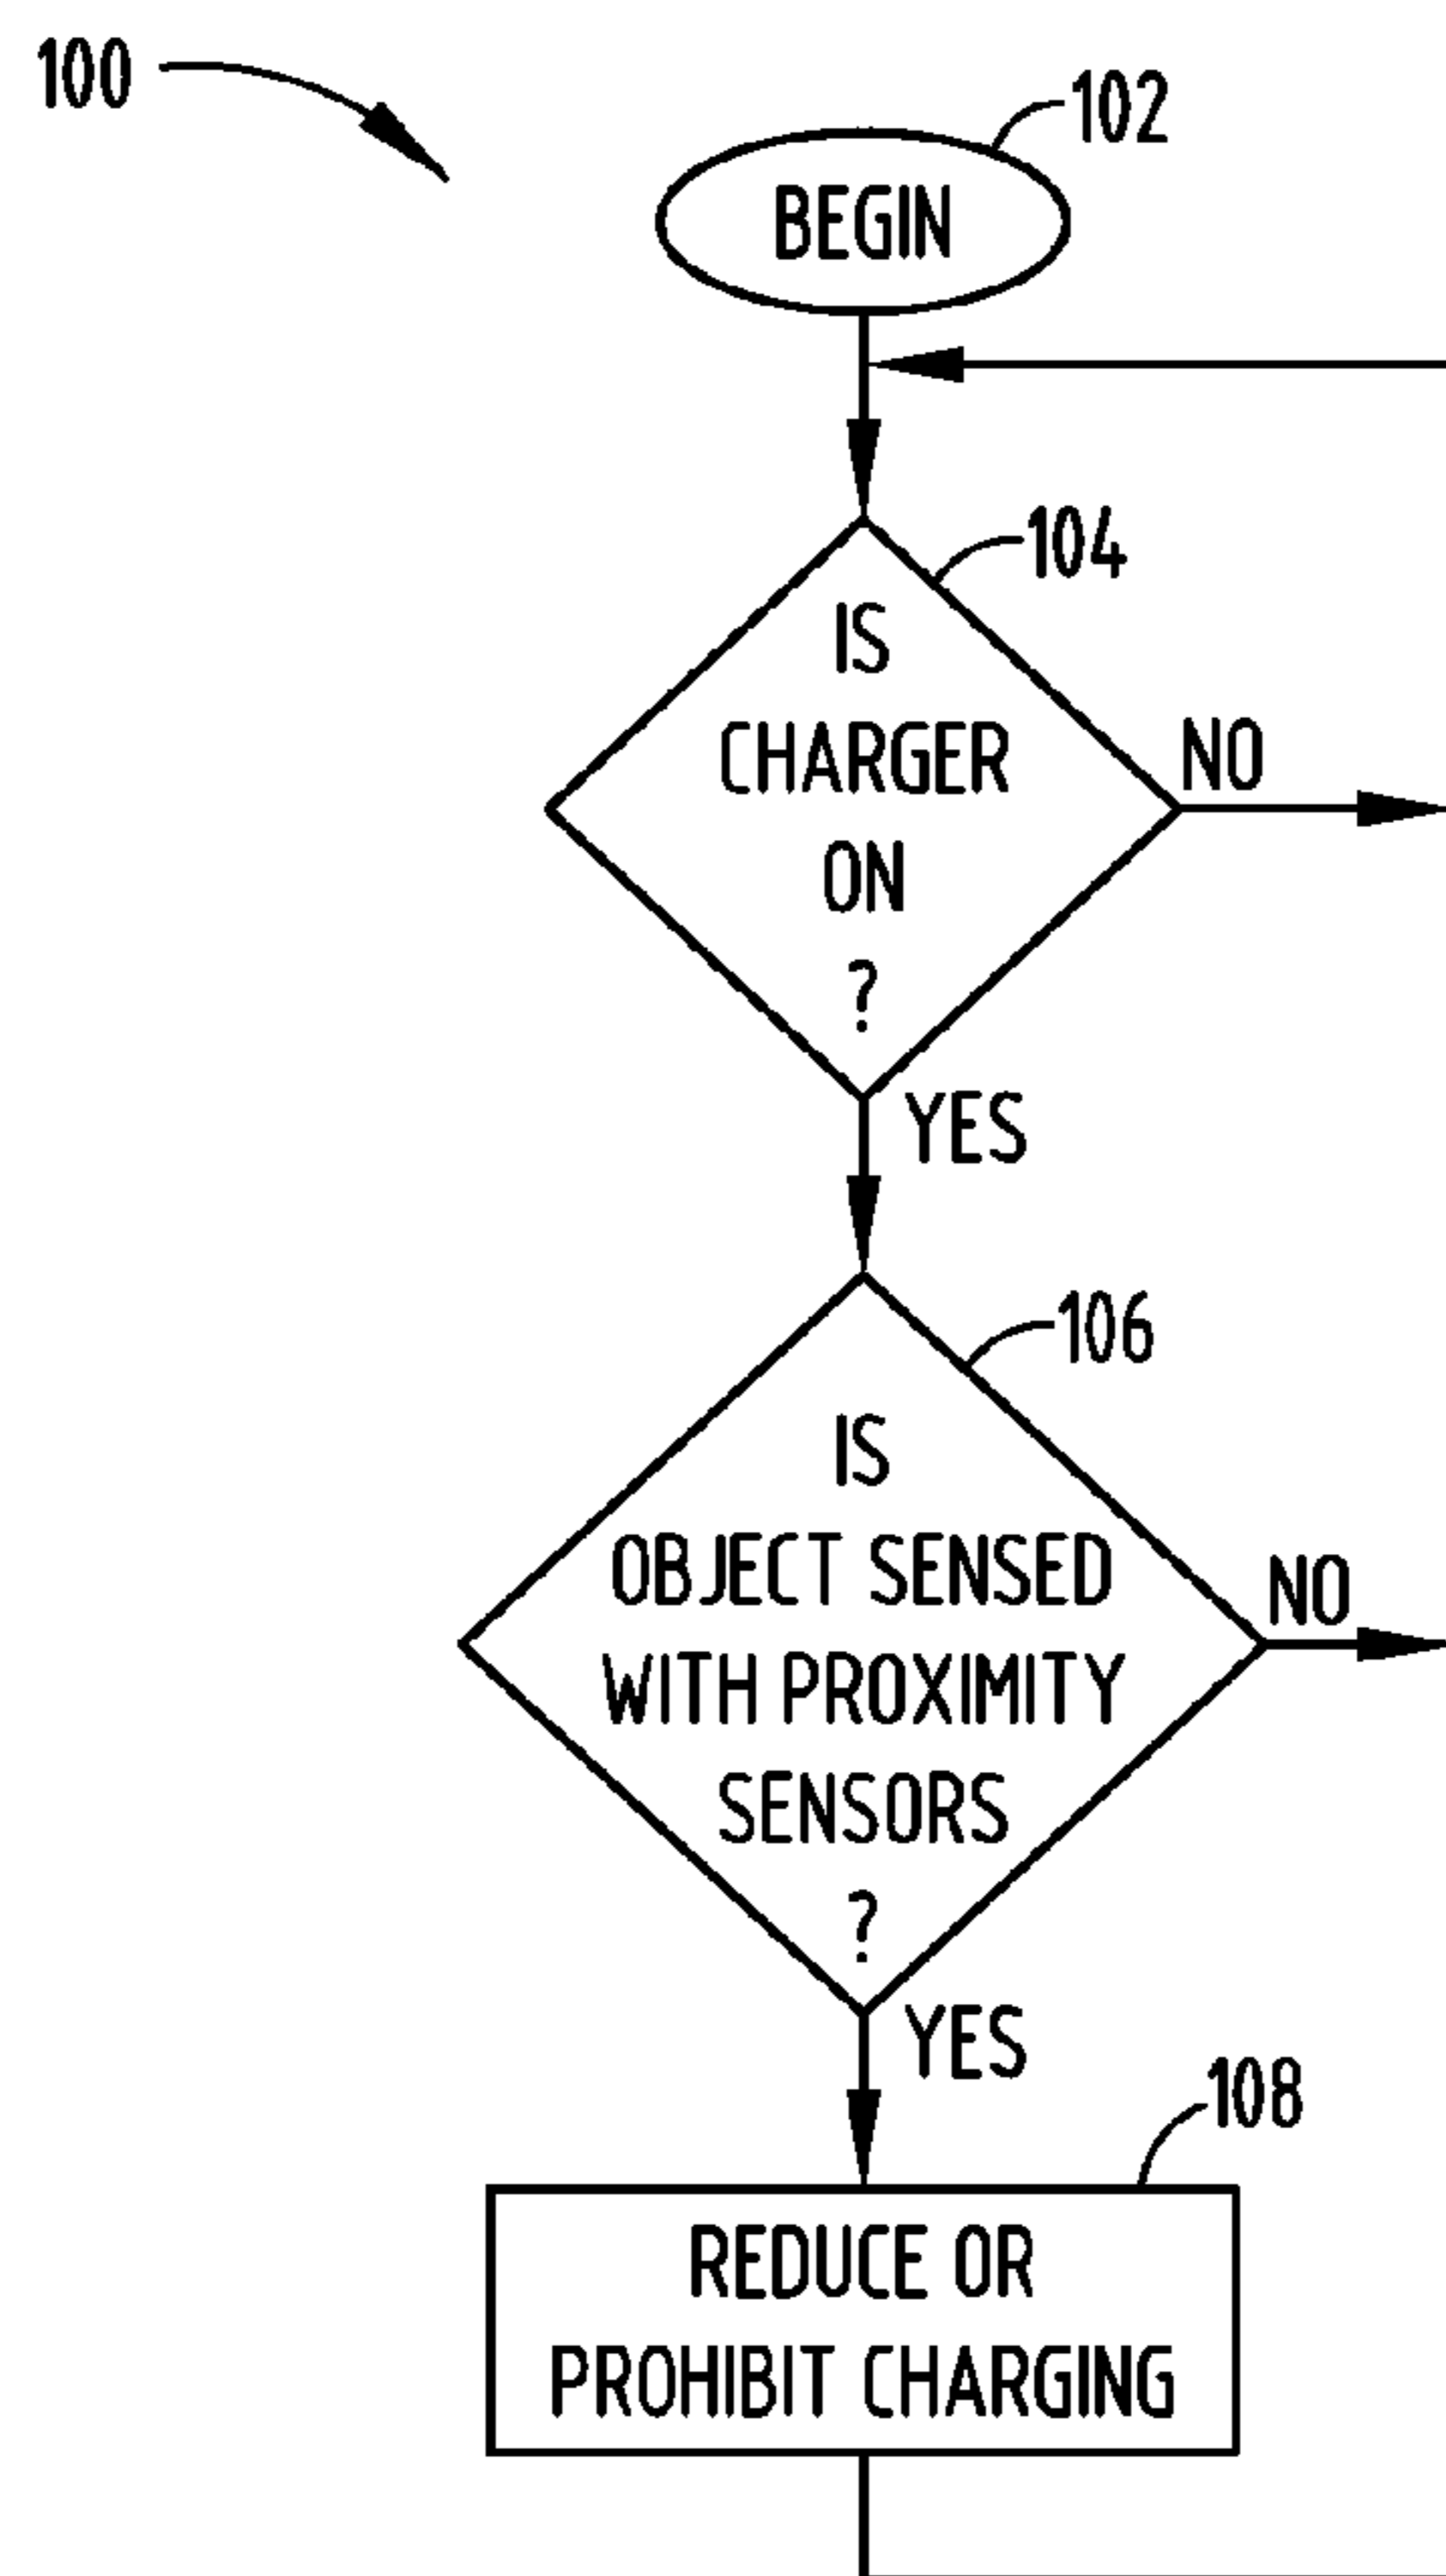 100
102
BEGIN
104
IS
CHARGER
ON
?
NO
YES
106
IS
OBJECT SENSED
WITH PROXIMITY
SENSORS
?
NO
YES
108
REDUCE OR
PROHIBIT CHARGING